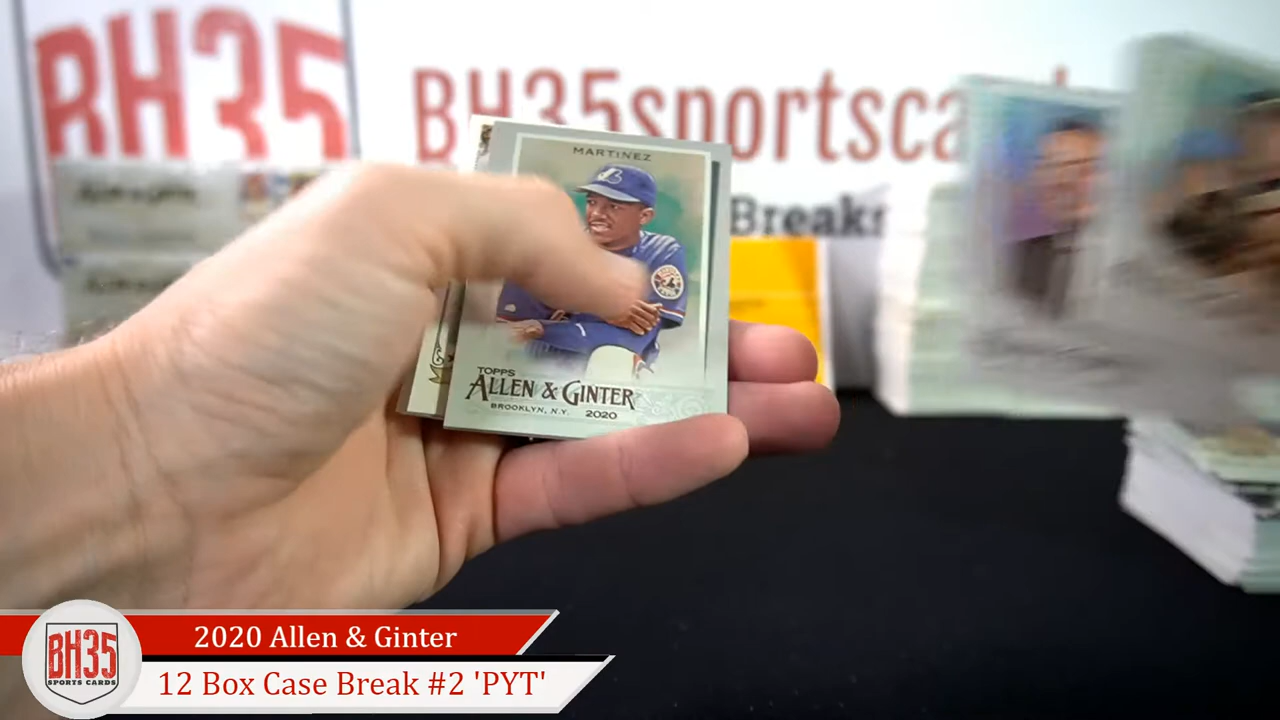 BH35
BH35sportsca
Breaks
MARTINEZ
TOPPS
ALLEN & GINTER
BROOKLYN, N.Y. 2020
2020 Allen & Ginter
BH35
SPORTS CARDS
12 Box Case Break #2 'PYT'